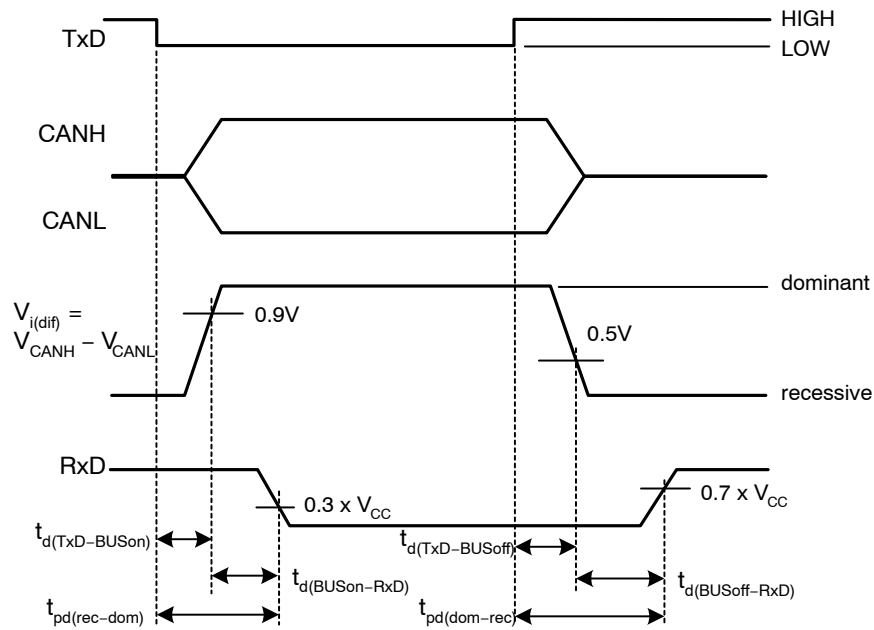 TxD
HIGH
LOW
CANH
CANL
dominant
V_i(dif) =
V_CANH − V_CANL
0.9V
0.5V
recessive
RxD
0.3 x V_CC
0.7 x V_CC
t_d(TxD−BUSon)
t_d(TxD−BUSoff)
t_d(BUSon−RxD)
t_d(BUSoff−RxD)
t_pd(rec−dom)
t_pd(dom−rec)